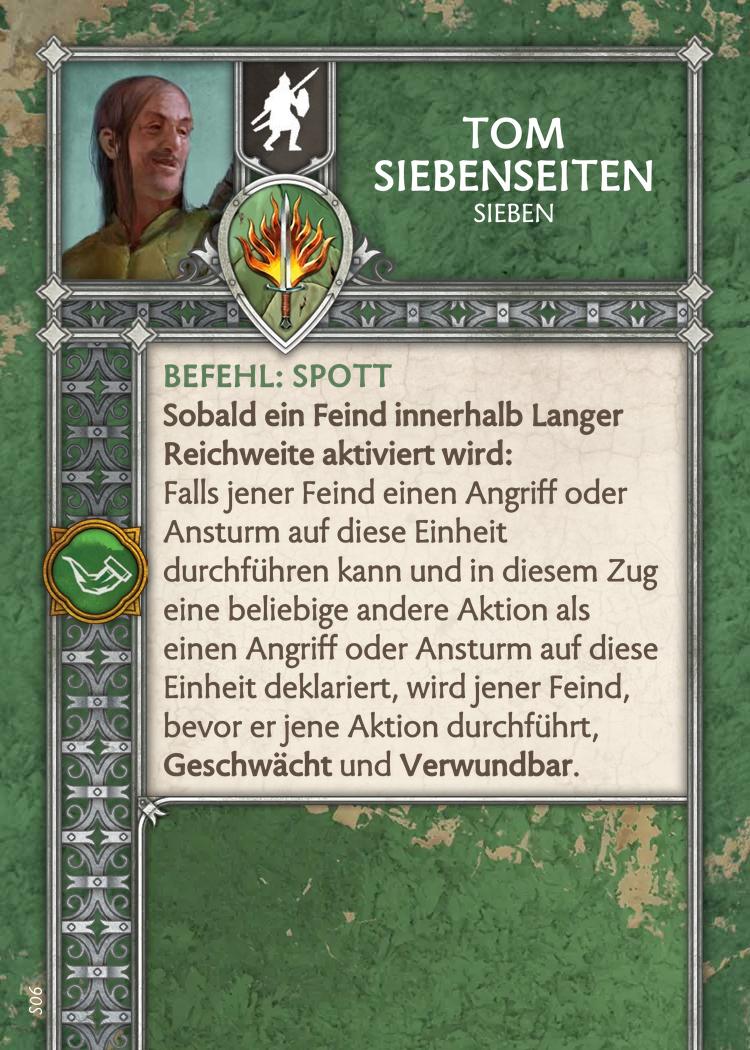 TOM
SIEBENSEITEN
SIEBEN
BEFEHL: SPOTT
Sobald ein Feind innerhalb Langer
Reichweite aktiviert wird:
Falls jener Feind einen Angriff oder
Ansturm auf diese Einheit
durchführen kann und in diesem Zug
eine beliebige andere Aktion als
einen Angriff oder Ansturm auf diese
Einheit deklariert, wird jener Feind,
bevor er jene Aktion durchführt,
Geschwächt und Verwundbar.
S06